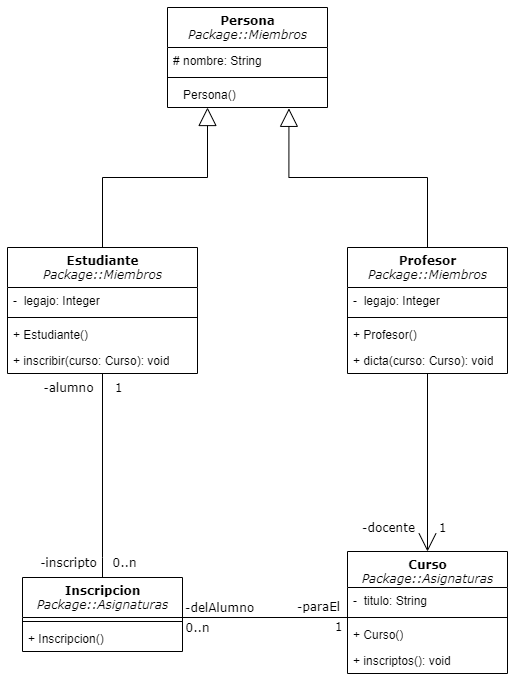 Persona
Package::Miembros
# nombre: String
Persona()
Estudiante
Package::Miembros
- legajo: Integer
+ Estudiante()
+ inscribir(curso: Curso): void
Profesor
Package::Miembros
- legajo: Integer
+ Profesor()
+ dicta(curso: Curso): void
-alumno 1
-inscripto 0..n
-docente 1
Inscripcion
Package::Asignaturas
+ Inscripcion()
-delAlumno -paraEl
0..n 1
Curso
Package::Asignaturas
- titulo: String
+ Curso()
+ inscriptos(): void